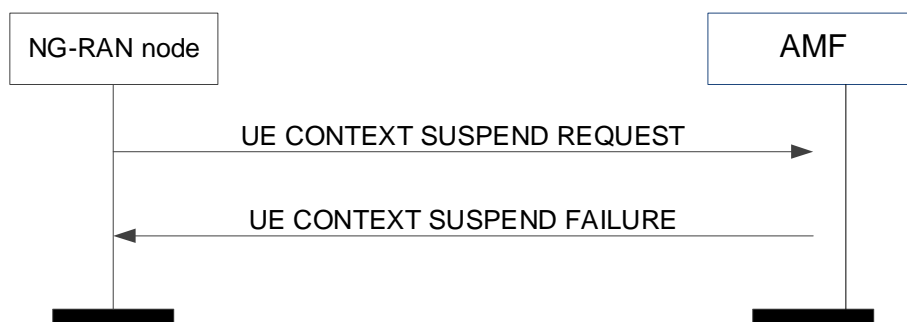 NG-RAN node
AMF
UE CONTEXT SUSPEND REQUEST
UE CONTEXT SUSPEND FAILURE